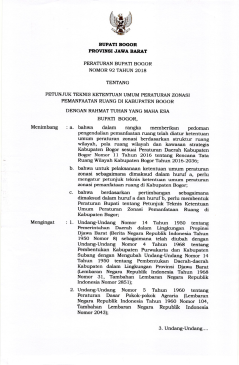 BUPATI BOGOR
PROVINSI JAWA BARAT
PERATURAN BUPATI BOGOR
NOMOR 92 TAHUN 2018
TENTANG
PETUNJUK TEKNIS KETENTUAN UMUM PERATURAN ZONASI
PEMANFAATAN RUANG DI KABUPATEN BOGOR
DENGAN RAHMAT TUHAN YANG MAHA ESA
BUPATI BOGOR,
Menimbang : a. bahwa dalam rangka memberikan pedoman
pengendalian pemanfaatan ruang telah diatur ketentuan
umum peraturan zonasi berdasarkan struktur ruang
wilayah, pola ruang wilayah dan kawasan strategis
Kabupaten Bogor sesuai Peraturan Daerah Kabupaten
Bogor Nomor 11 Tahun 2016 tentang Rencana Tata
Ruang Wilayah Kabupaten Bogor Tahun 2016-2036;
b. bahwa untuk pelaksanaan ketentuan umum peraturan
zonasi sebagaimana dimaksud dalam huruf a, perlu
mengatur petunjuk teknis ketentuan umum peraturan
zonasi pemanfaatan ruang di Kabupaten Bogor;
c. bahwa berdasarkan pertimbangan sebagaimana
dimaksud dalam huruf a dan huruf b, perlu membentuk
Peraturan Bupati tentang Petunjuk Teknis Ketentuan
Umum Peraturan Zonasi Pemanfaatan Ruang di
Kabupaten Bogor;
Mengingat : 1. Undang-Undang Nomor 14 Tahun 1950 tentang
Pemerintahan Daerah dalam Lingkungan Propinsi
Djawa Barat (Berita Negara Republik Indonesia Tahun
1950 Nomor 8) sebagaimana telah diubah dengan
Undang-Undang Nomor 4 Tahun 1968 tentang
Pembentukan Kabupaten Purwakarta dan Kabupaten
Subang dengan Mengubah Undang-Undang Nomor 14
Tahun 1950 tentang Pembentukan Daerah-daerah
Kabupaten dalam Lingkungan Provinsi Djawa Barat
(Lembaran Negara Republik Indonesia Tahun 1968
Nomor 31, Tambahan Lembaran Negara Republik
Indonesia Nomor 2851);
2. Undang-Undang Nomor 5 Tahun 1960 tentang
Peraturan Dasar Pokok-pokok Agraria (Lembaran
Negara Republik Indonesia Tahun 1960 Nomor 104,
Tambahan Lembaran Negara Republik Indonesia
Nomor 2043);
3. Undang-Undang...